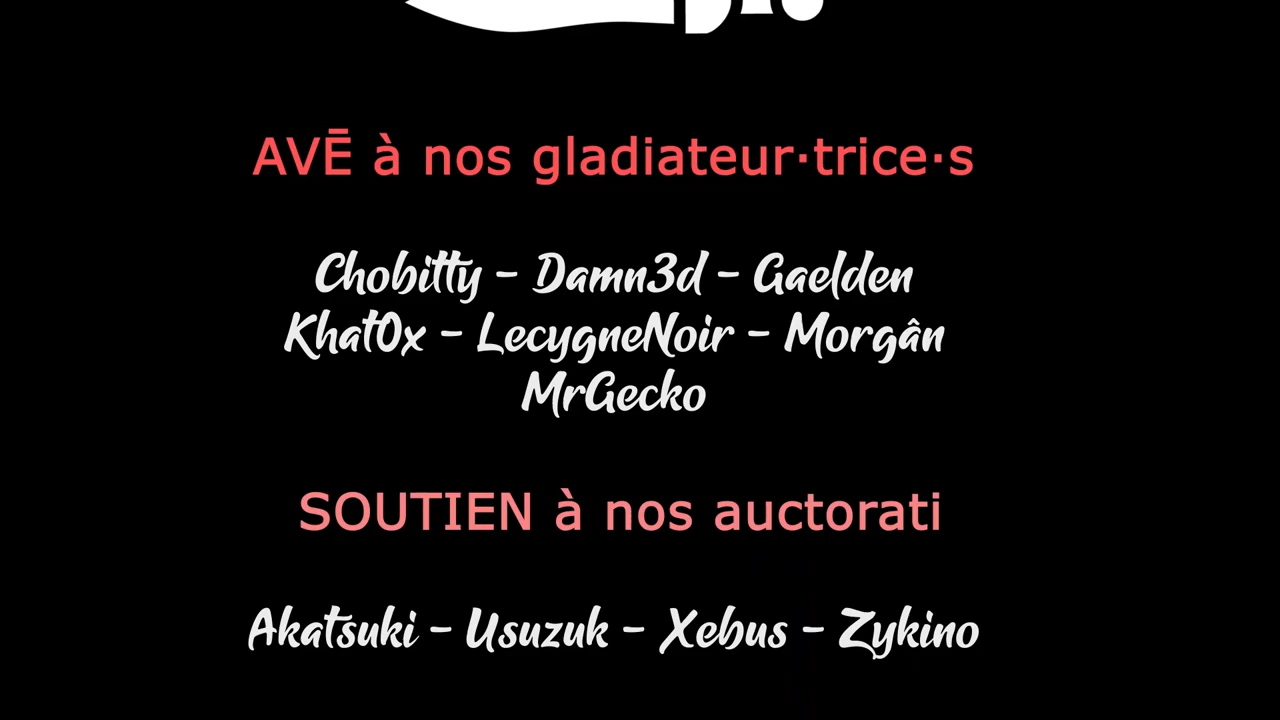 AVĒ à nos gladiateur·trice·s
Chobitty - Damn3d - Gaelden
Khat0x - LecygneNoir - Morgân
MrGecko
SOUTIEN à nos auctorati
Akatsuki - Usuzuk - Xebus - Zykino